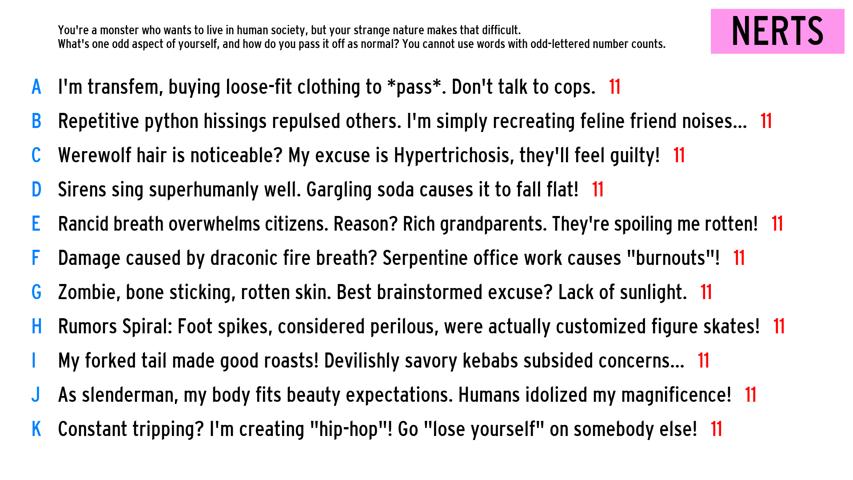 You're a monster who wants to live in human society, but your strange nature makes that difficult.
What's one odd aspect of yourself, and how do you pass it off as normal? You cannot use words with odd-lettered number counts.
NERTS
A I'm transfem, buying loose-fit clothing to *pass*. Don't talk to cops. 11
B Repetitive python hissings repulsed others. I'm simply recreating feline friend noises... 11
C Werewolf hair is noticeable? My excuse is Hypertrichosis, they'll feel guilty! 11
D Sirens sing superhumanly well. Gargling soda causes it to fall flat! 11
E Rancid breath overwhelms citizens. Reason? Rich grandparents. They're spoiling me rotten! 11
F Damage caused by draconic fire breath? Serpentine office work causes "burnouts"! 11
G Zombie, bone sticking, rotten skin. Best brainstormed excuse? Lack of sunlight. 11
H Rumors Spiral: Foot spikes, considered perilous, were actually customized figure skates! 11
I My forked tail made good roasts! Devilishly savory kebabs subsided concerns... 11
J As slenderman, my body fits beauty expectations. Humans idolized my magnificence! 11
K Constant tripping? I'm creating "hip-hop"! Go "lose yourself" on somebody else! 11